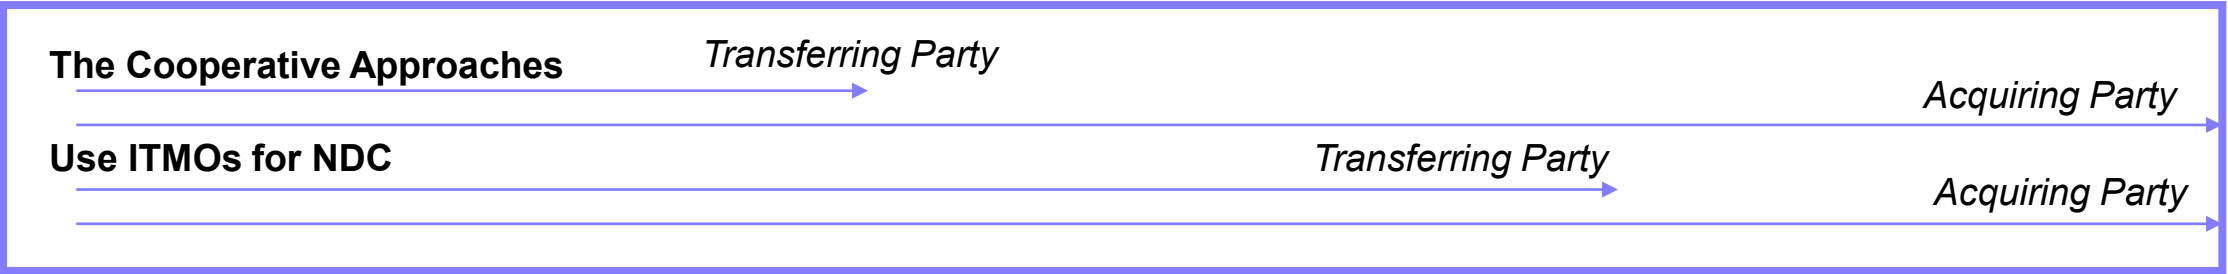 The Cooperative Approaches
Transferring Party
Acquiring Party
Use ITMOs for NDC
Transferring Party
Acquiring Party